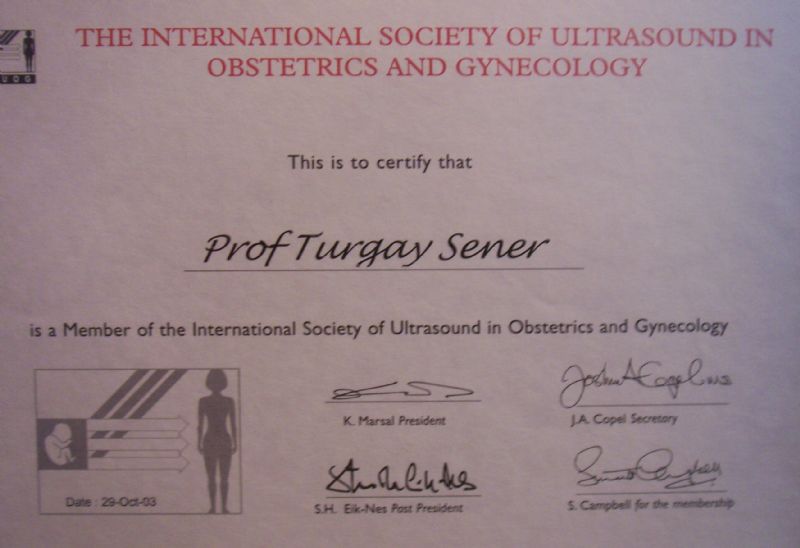 THE INTERNATIONAL SOCIETY OF ULTRASOUND IN
OBSTETRICS AND GYNECOLOGY
UOG
This is to certify that
Prof Turgay Sener
is a Member of the International Society of Ultrasound in Obstetrics and Gynecology
K. Marsal President
J.A. Copel Secretary
Date : 29-Oct-03
S.H. Eik-Nes Past President
S. Campbell for the membership